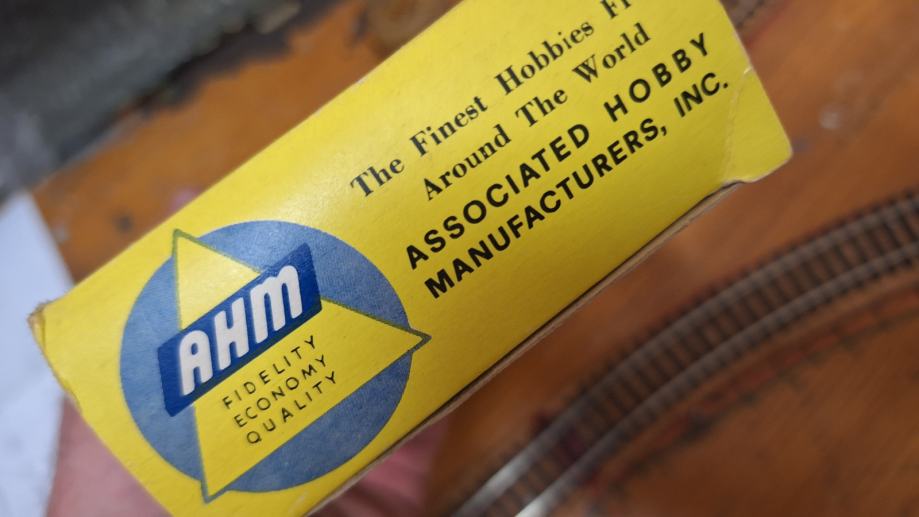 The Finest Hobbies
Around The World
ASSOCIATED HOBBY
MANUFACTURERS, INC.
AHM
FIDELITY
ECONOMY
QUALITY